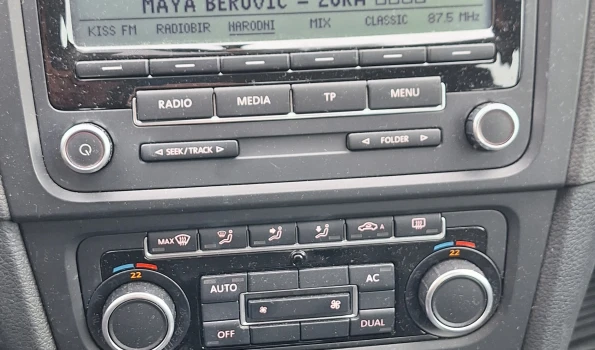 MAYA BEROVIC - ZORA
KISS FM RADIOBIR HARODNI MIX CLASSIC 87.5 MHz
RADIO MEDIA TP MENU
SEEK/TRACK FOLDER
MAX A
22 22
AUTO AC
OFF DUAL